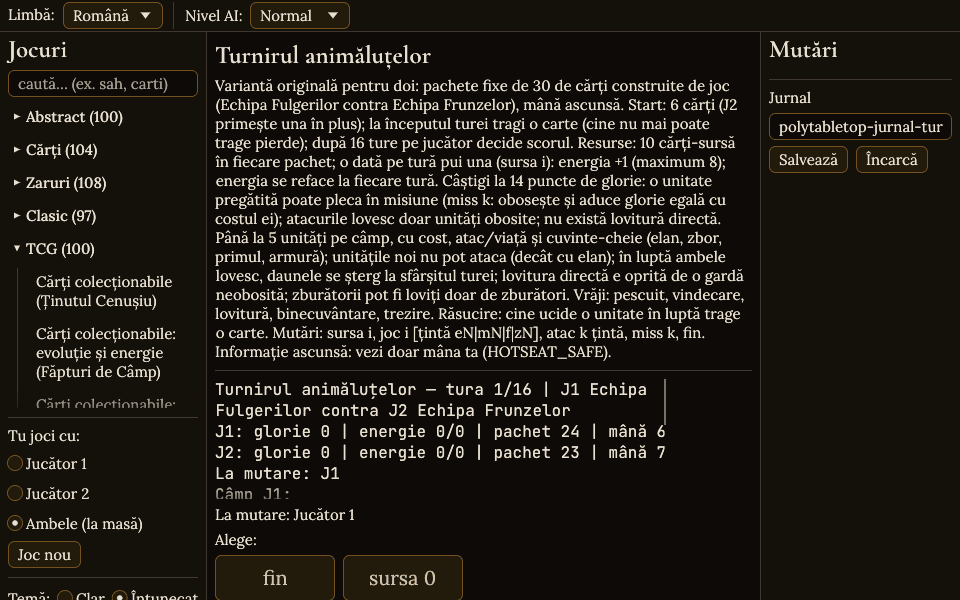 Limbă:
Română
Nivel AI:
Normal
Jocuri
caută... (ex. sah, carti)
Abstract (100)
Cărți (104)
Zaruri (108)
Clasic (97)
TCG (100)
Cărți colecționabile
(Ținutul Cenușiu)
Cărți colecționabile:
evoluție și energie
(Făpturi de Câmp)
Cărți colecționabile:
Tu joci cu:
Jucător 1
Jucător 2
Ambele (la masă)
Joc nou
Temă:
Clar
Întunecat
Turnirul animăluțelor
Variantă originală pentru doi: pachete fixe de 30 de cărți construite de joc
(Echipa Fulgerilor contra Echipa Frunzelor), mână ascunsă. Start: 6 cărți (J2
primește una în plus); la începutul turei tragi o carte (cine nu mai poate
trage pierde); după 16 ture pe jucător decide scorul. Resurse: 10 cărți-sursă
în fiecare pachet; o dată pe tură pui una (sursa i): energia +1 (maximum 8);
energia se reface la fiecare tură. Câștigi la 14 puncte de glorie: o unitate
pregătită poate pleca în misiune (miss k: obosește și aduce glorie egală cu
costul ei); atacurile lovesc doar unități obosite; nu există lovitură directă.
Până la 5 unități pe câmp, cu cost, atac/viață și cuvinte-cheie (elan, zbor,
primul, armură); unitățile noi nu pot ataca (decât cu elan); în luptă ambele
lovesc, daunele se șterg la sfârșitul turei; lovitura directă e oprită de o gardă
neobosită; zburătorii pot fi loviți doar de zburători. Vrăji: pescuit, vindecare,
lovitură, binecuvântare, trezire. Răsucire: cine ucide o unitate în luptă trage
o carte. Mutări: sursa i, joc i [țintă eN|mN|f|zN], atac k țintă, miss k, fin.
Informație ascunsă: vezi doar mâna ta (HOTSEAT_SAFE).
Turnirul animăluțelor — tura 1/16 | J1 Echipa
Fulgerilor contra J2 Echipa Frunzelor
J1: glorie 0 | energie 0/0 | pachet 24 | mână 6
J2: glorie 0 | energie 0/0 | pachet 23 | mână 7
La mutare: J1
Câmp J1:
La mutare: Jucător 1
Alege:
fin
sursa 0
Mutări
Jurnal
polytabletop-jurnal-tur
Salvează
Încarcă